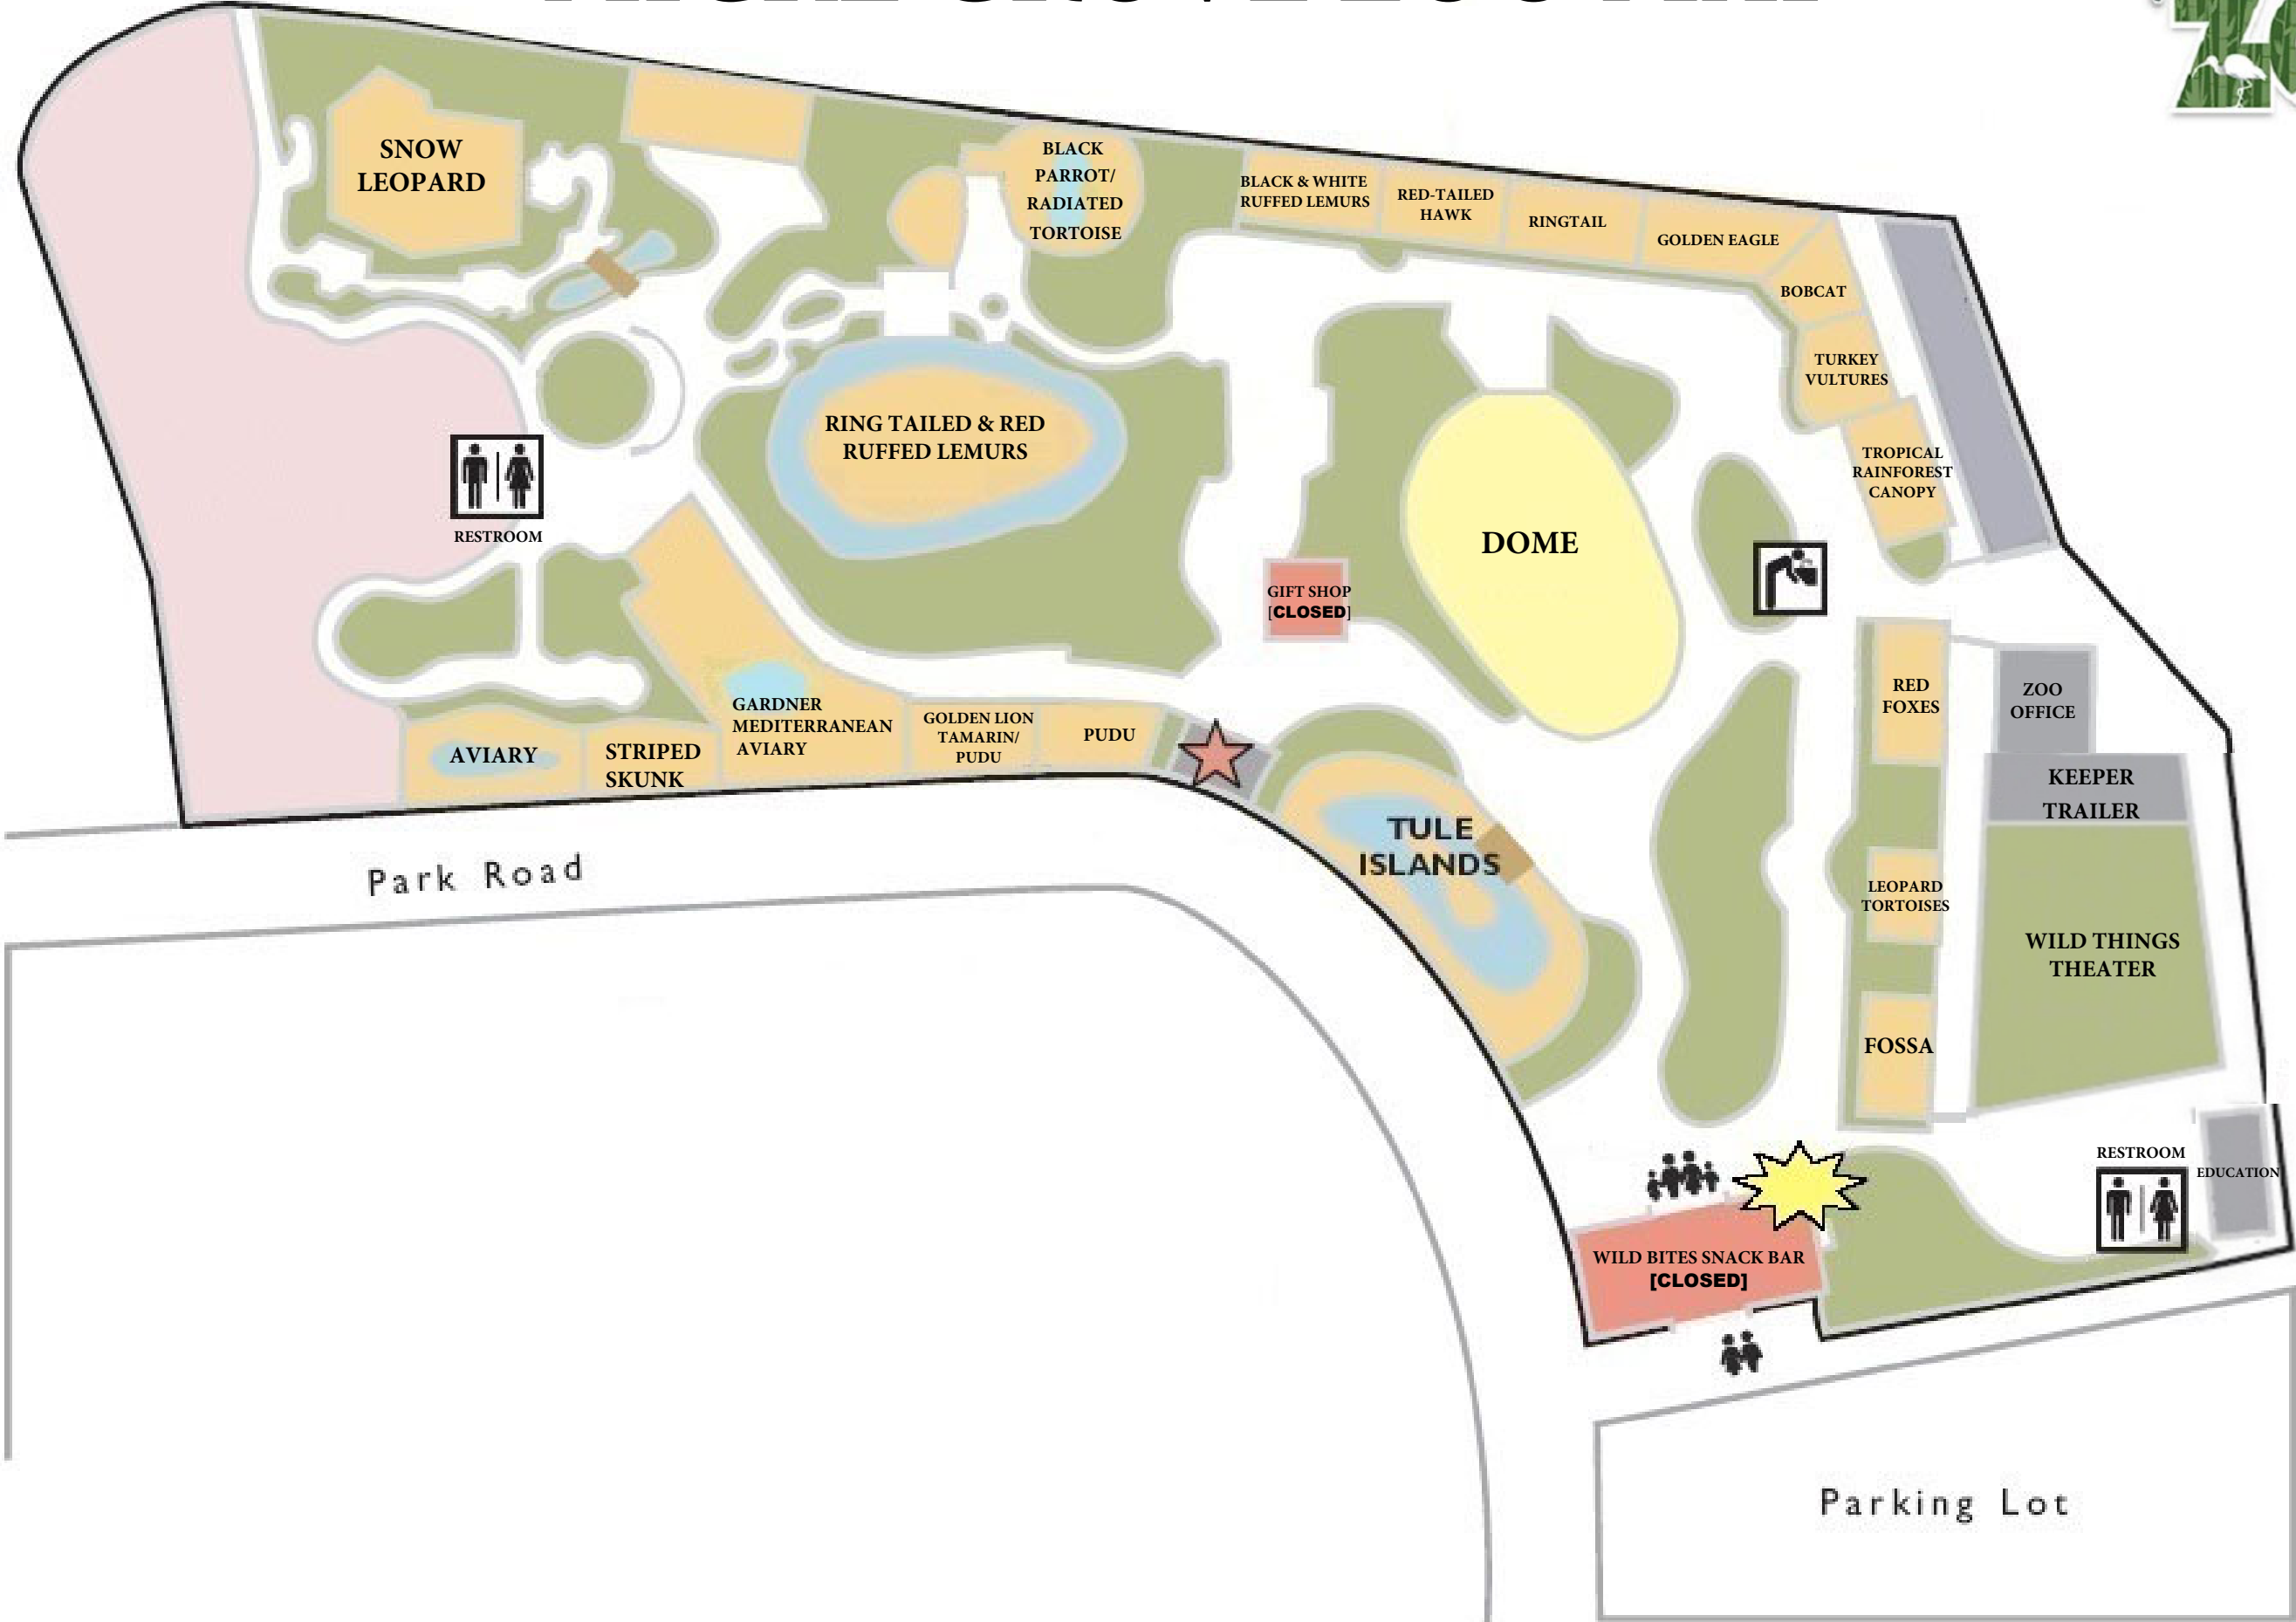 SNOW
LEOPARD
BLACK
PARROT/
RADIATED
TORTOISE
BLACK & WHITE
RUFFED LEMURS
RED-TAILED
HAWK
RINGTAIL
GOLDEN EAGLE
BOBCAT
TURKEY
VULTURES
TROPICAL
RAINFOREST
CANOPY
RING TAILED & RED
RUFFED LEMURS
RESTROOM
DOME
GIFT SHOP
[CLOSED]
RED
FOXES
ZOO
OFFICE
KEEPER
TRAILER
GARDNER
MEDITERRANEAN
AVIARY
GOLDEN LION
TAMARIN/
PUDU
PUDU
AVIARY
STRIPED
SKUNK
TULE
ISLANDS
Park Road
LEOPARD
TORTOISES
WILD THINGS
THEATER
FOSSA
RESTROOM
EDUCATION
WILD BITES SNACK BAR
[CLOSED]
Parking Lot